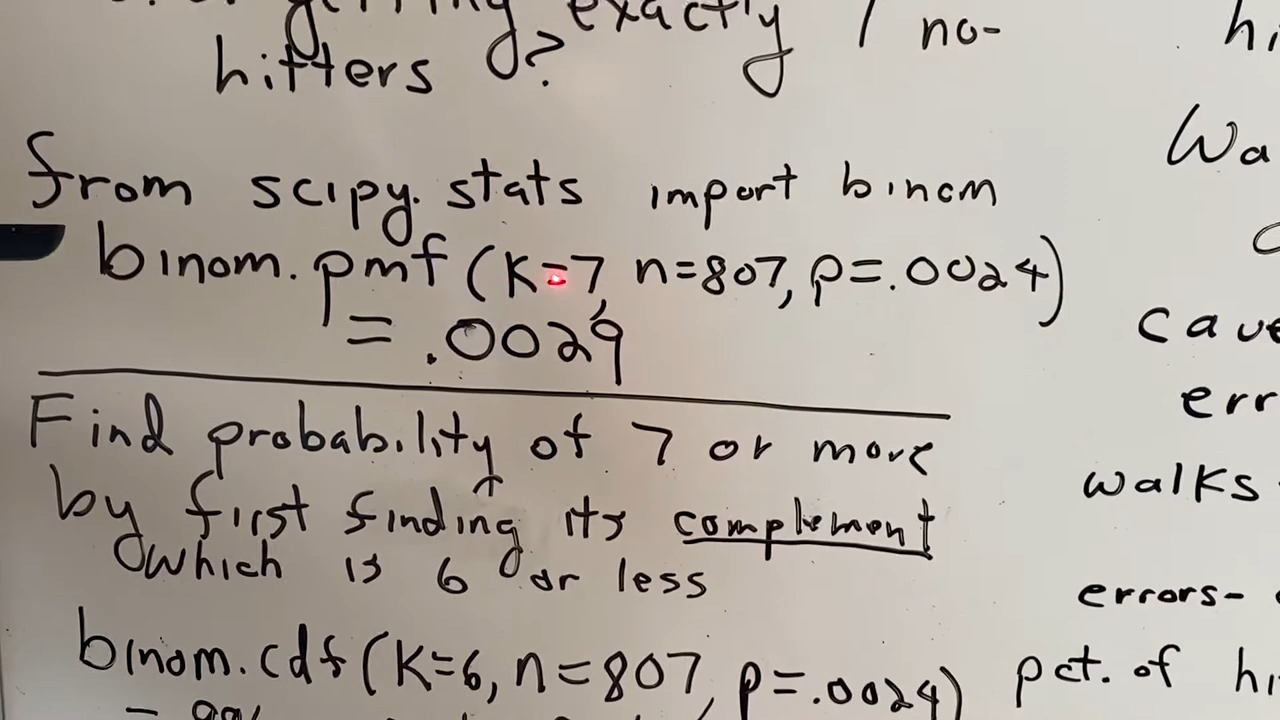 exactly 7 no-
hitters?
from scipy.stats import binom
binom.pmf (K=7, n=807, p=.0024)
= .0029
Find probability of 7 or more
by first finding its complement
which is 6 or less
binom.cdf (K=6, n=807, p=.0024)
Wa
cave
err
walks
errors-
pct. of hi